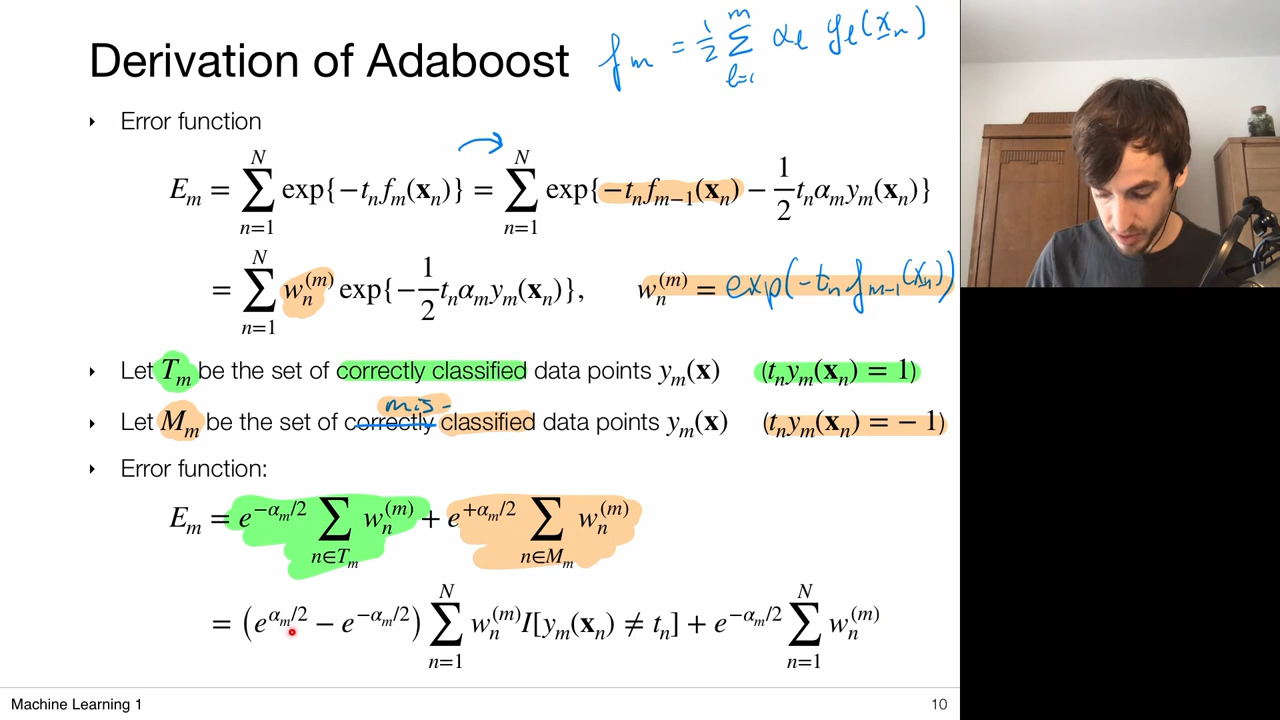 Derivation of Adaboost
f_m = 1/2 Σ_{l=1}^{m} α_l y_l(x_n)
‣ Error function
E_m = Σ_{n=1}^{N} exp{−t_n f_m(𝐱_n)} = Σ_{n=1}^{N} exp{−t_n f_{m−1}(𝐱_n) − 1/2 t_n α_m y_m(𝐱_n)}
= Σ_{n=1}^{N} w_n^{(m)} exp{−1/2 t_n α_m y_m(𝐱_n)}, w_n^{(m)} = exp(−t_n f_{m−1}(x_n))
‣ Let T_m be the set of correctly classified data points y_m(𝐱) (t_n y_m(𝐱_n) = 1)
mis-
‣ Let M_m be the set of correctly classified data points y_m(𝐱) (t_n y_m(𝐱_n) = − 1)
‣ Error function:
E_m = e^{−α_m/2} Σ_{n∈T_m} w_n^{(m)} + e^{+α_m/2} Σ_{n∈M_m} w_n^{(m)}
= (e^{α_m/2} − e^{−α_m/2}) Σ_{n=1}^{N} w_n^{(m)} I[y_m(𝐱_n) ≠ t_n] + e^{−α_m/2} Σ_{n=1}^{N} w_n^{(m)}
Machine Learning 1 10